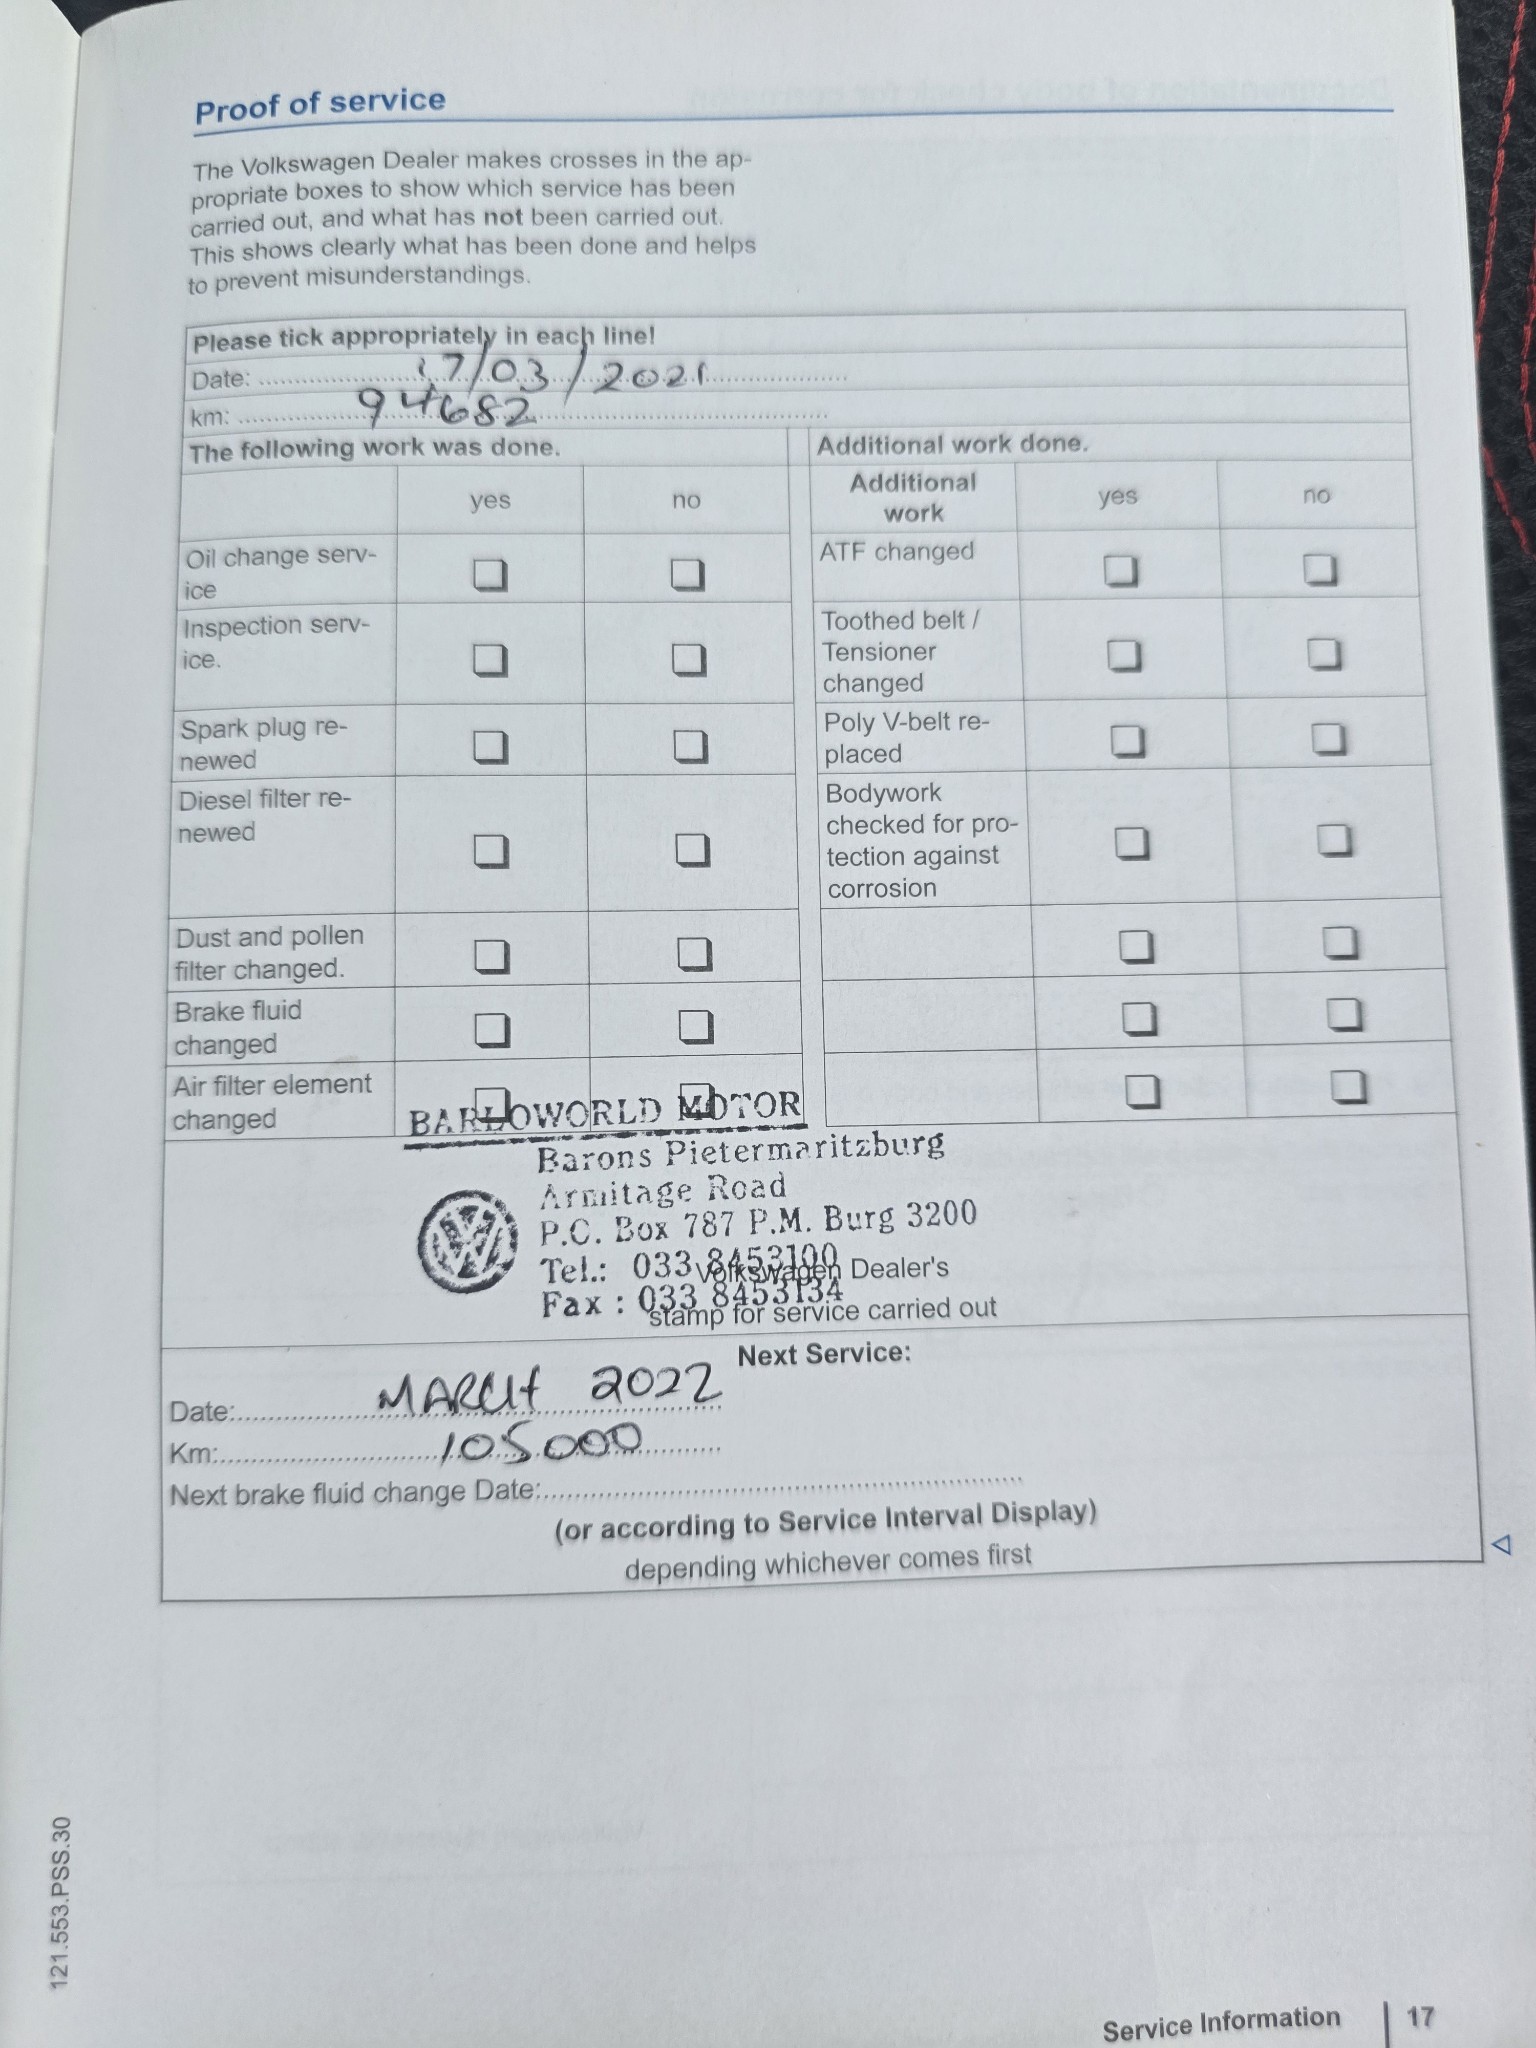 Proof of service
The Volkswagen Dealer makes crosses in the ap-
propriate boxes to show which service has been
carried out, and what has not been carried out.
This shows clearly what has been done and helps
to prevent misunderstandings.
Please tick appropriately in each line!
Date: 17/03/2021
km: 94682
The following work was done.
yes no
Oil change serv-
ice
Inspection serv-
ice.
Spark plug re-
newed
Diesel filter re-
newed
Dust and pollen
filter changed.
Brake fluid
changed
Air filter element
changed
Additional work done.
Additional
work
yes no
ATF changed
Toothed belt /
Tensioner
changed
Poly V-belt re-
placed
Bodywork
checked for pro-
tection against
corrosion
BARLOWORLD MOTOR
Barons Pietermaritzburg
Armitage Road
P.O. Box 787 P.M. Burg 3200
Tel.: 033 8453100
Fax : 033 8453134
VW
Volkswagen Dealer's
stamp for service carried out
Next Service:
Date: MARCH 2022
Km: 105000
Next brake fluid change Date:
(or according to Service Interval Display)
depending whichever comes first
121.553.PSS.30
Service Information 17